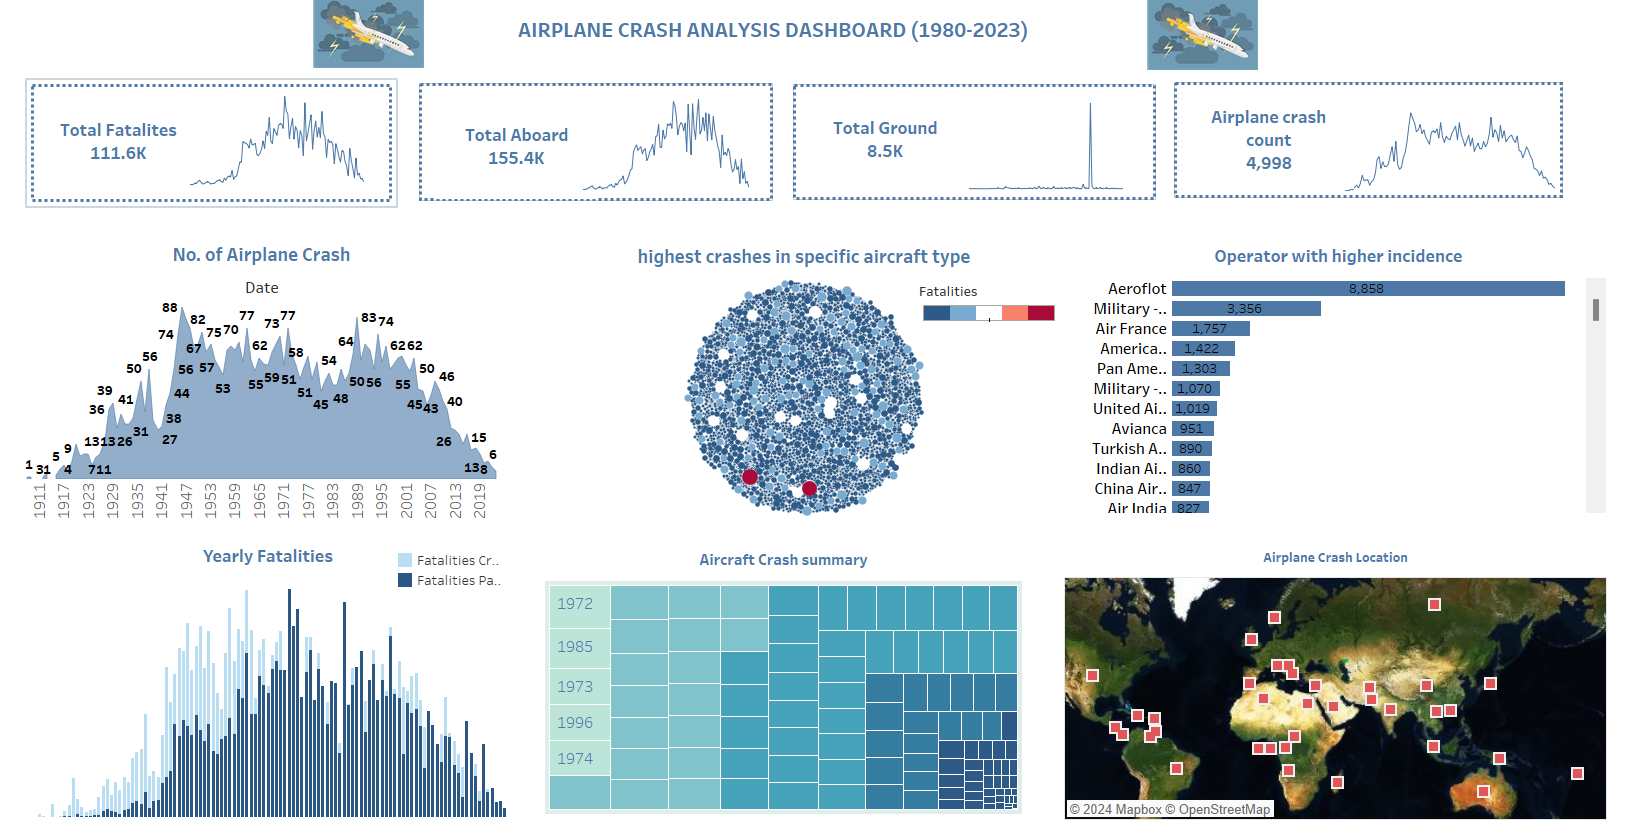 AIRPLANE CRASH ANALYSIS DASHBOARD (1980-2023)
Total Fatalites
111.6K
Total Aboard
155.4K
Total Ground
8.5K
Airplane crash
count
4,998
No. of Airplane Crash
Date
88
82
77
77
83
74
74
75
70
73
67
62
58
64
62
62
56
50
56
57
53
55
59
51
51
54
50
56
55
50
46
39
36
41
44
45
48
45
43
40
38
31
27
26
13
13
26
15
9
5
4
7
11
1
3
1
13
8
6
1911
1917
1923
1929
1935
1941
1947
1953
1959
1965
1971
1977
1983
1989
1995
2001
2007
2013
2019
highest crashes in specific aircraft type
Fatalities
Operator with higher incidence
Aeroflot 8,858
Military -.. 3,356
Air France 1,757
America.. 1,422
Pan Ame.. 1,303
Military -.. 1,070
United Ai.. 1,019
Avianca 951
Turkish A.. 890
Indian Ai.. 860
China Air.. 847
Air India 827
Yearly Fatalities
Fatalities Cr..
Fatalities Pa..
Aircraft Crash summary
1972
1985
1973
1996
1974
Airplane Crash Location
© 2024 Mapbox © OpenStreetMap